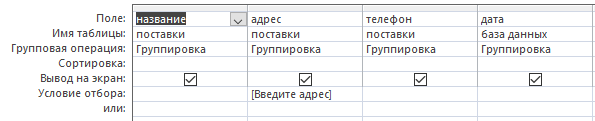 Поле: название адрес телефон дата
Имя таблицы: поставки поставки поставки база данных
Групповая операция: Группировка Группировка Группировка Группировка
Сортировка:
Вывод на экран:
Условие отбора: [Введите адрес]
или: